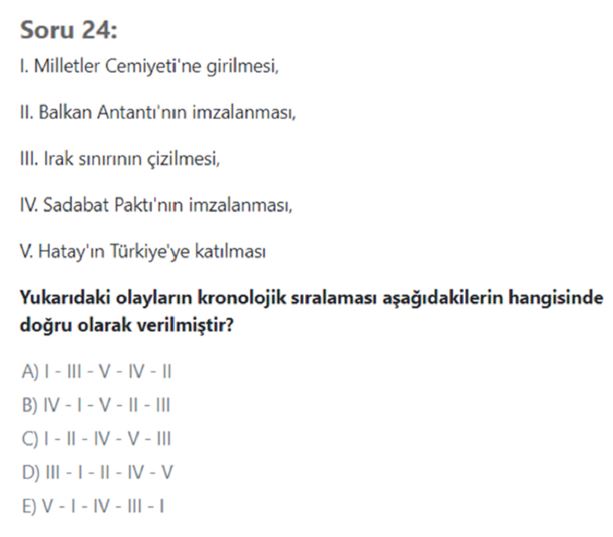 Soru 24:
I. Milletler Cemiyeti'ne girilmesi,
II. Balkan Antantı'nın imzalanması,
III. Irak sınırının çizilmesi,
IV. Sadabat Paktı'nın imzalanması,
V. Hatay'ın Türkiye'ye katılması
Yukarıdaki olayların kronolojik sıralaması aşağıdakilerin hangisinde
doğru olarak verilmiştir?
A) I - III - V - IV - II
B) IV - I - V - II - III
C) I - II - IV - V - III
D) III - I - II - IV - V
E) V - I - IV - III - I